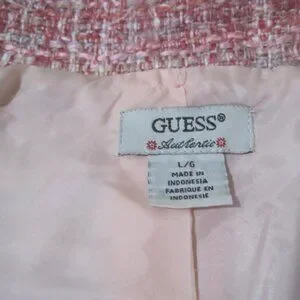 GUESS®
Authentic
L/G
MADE IN
INDONESIA
FABRIQUE EN
INDONESIE